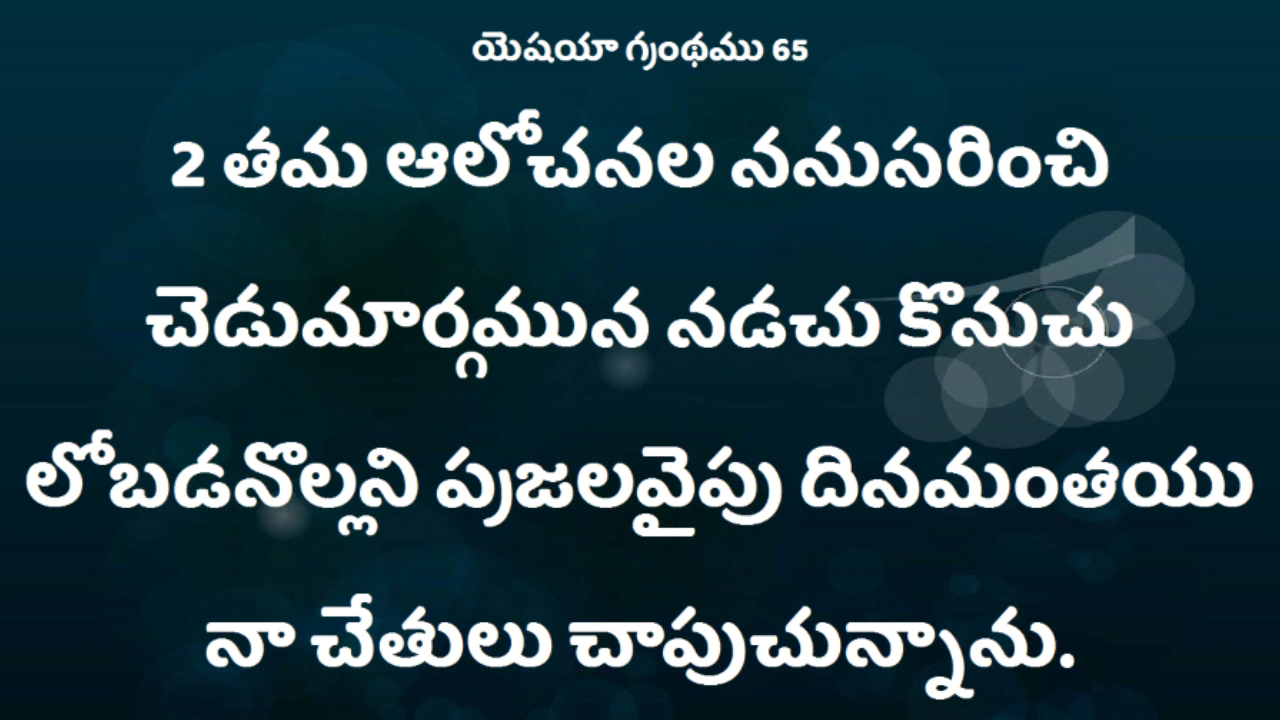 యెషయా గ్రంథము 65
2 తమ ఆలోచనల ననుసరించి
చెడుమార్గమున నడచు కొనుచు
లోబడనొల్లని ప్రజలవైపు దినమంతయు
నా చేతులు చాపుచున్నాను.